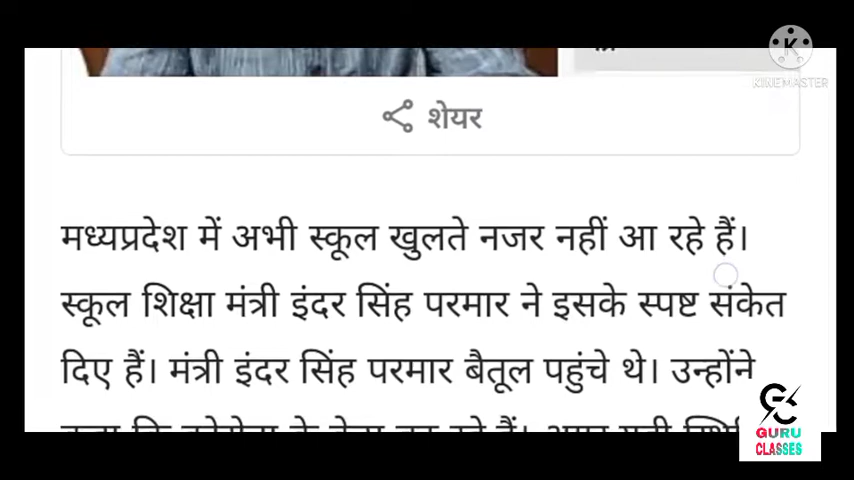 KINEMASTER
शेयर
मध्यप्रदेश में अभी स्कूल खुलते नजर नहीं आ रहे हैं।
स्कूल शिक्षा मंत्री इंदर सिंह परमार ने इसके स्पष्ट संकेत
दिए हैं। मंत्री इंदर सिंह परमार बैतूल पहुंचे थे। उन्होंने
GURU
CLASSES